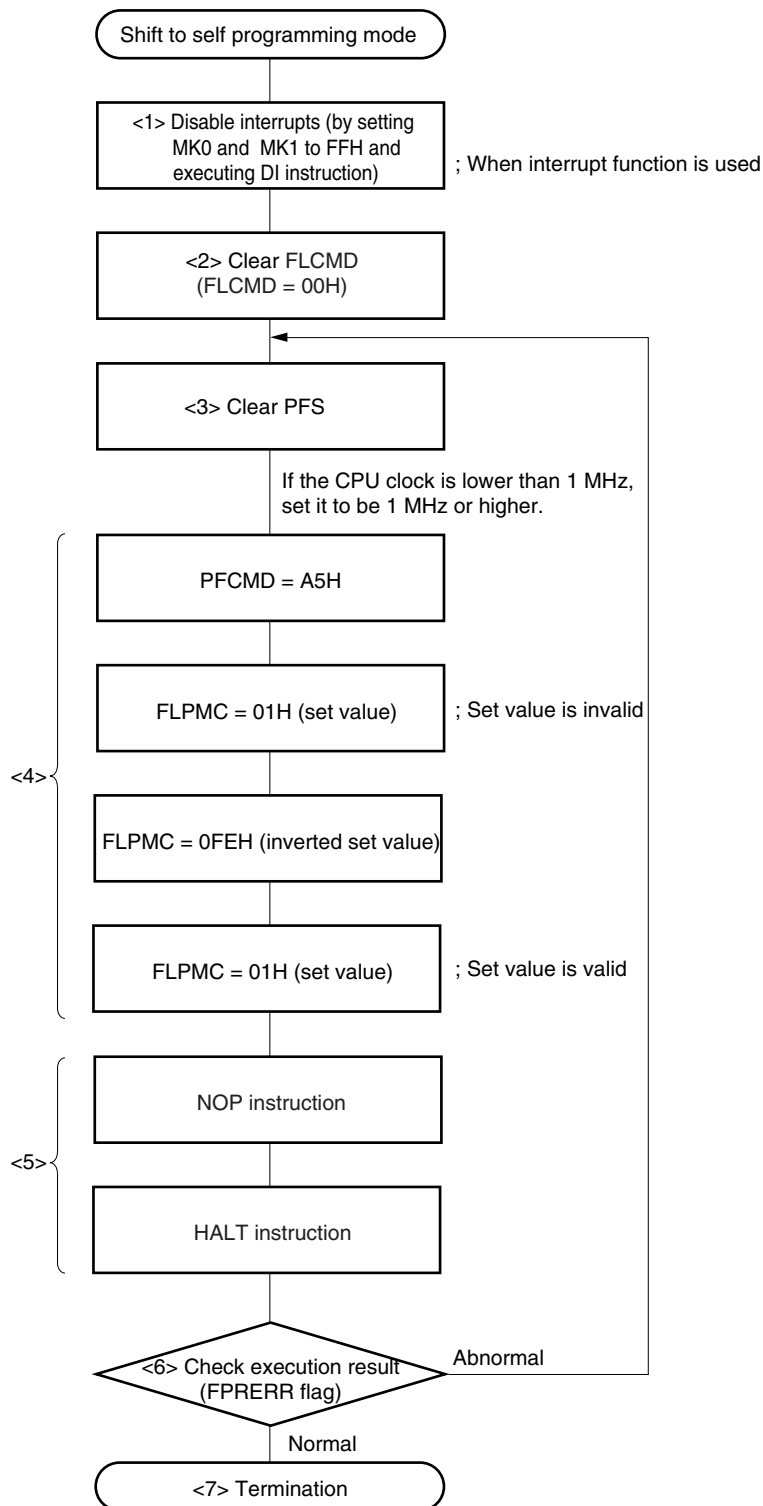 Shift to self programming mode
<1> Disable interrupts (by setting
MK0 and MK1 to FFH and
executing DI instruction)
; When interrupt function is used
<2> Clear FLCMD
(FLCMD = 00H)
<3> Clear PFS
If the CPU clock is lower than 1 MHz,
set it to be 1 MHz or higher.
PFCMD = A5H
FLPMC = 01H (set value)
; Set value is invalid
<4>
FLPMC = 0FEH (inverted set value)
FLPMC = 01H (set value)
; Set value is valid
NOP instruction
<5>
HALT instruction
<6> Check execution result
(FPRERR flag)
Abnormal
Normal
<7> Termination